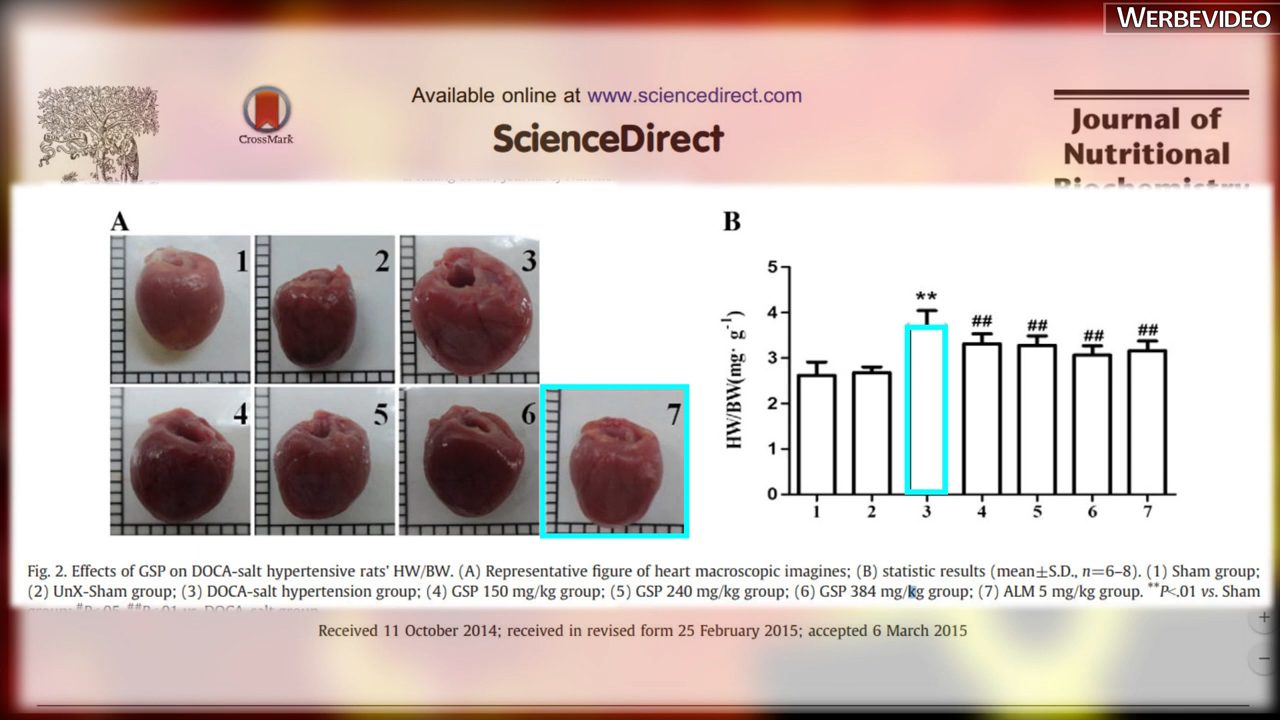 WERBEVIDEO
Available online at www.sciencedirect.com
CrossMark
ScienceDirect
Journal of
Nutritional
Biochemistry
A
B
1
2
3
4
5
6
7
HW/BW(mg· g-1)
5
4
3
2
1
0
**
##
##
##
##
1 2 3 4 5 6 7
Fig. 2. Effects of GSP on DOCA-salt hypertensive rats' HW/BW. (A) Representative figure of heart macroscopic imagines; (B) statistic results (mean±S.D., n=6–8). (1) Sham group;
(2) UnX-Sham group; (3) DOCA-salt hypertension group; (4) GSP 150 mg/kg group; (5) GSP 240 mg/kg group; (6) GSP 384 mg/kg group; (7) ALM 5 mg/kg group. **P<.01 vs. Sham
Received 11 October 2014; received in revised form 25 February 2015; accepted 6 March 2015